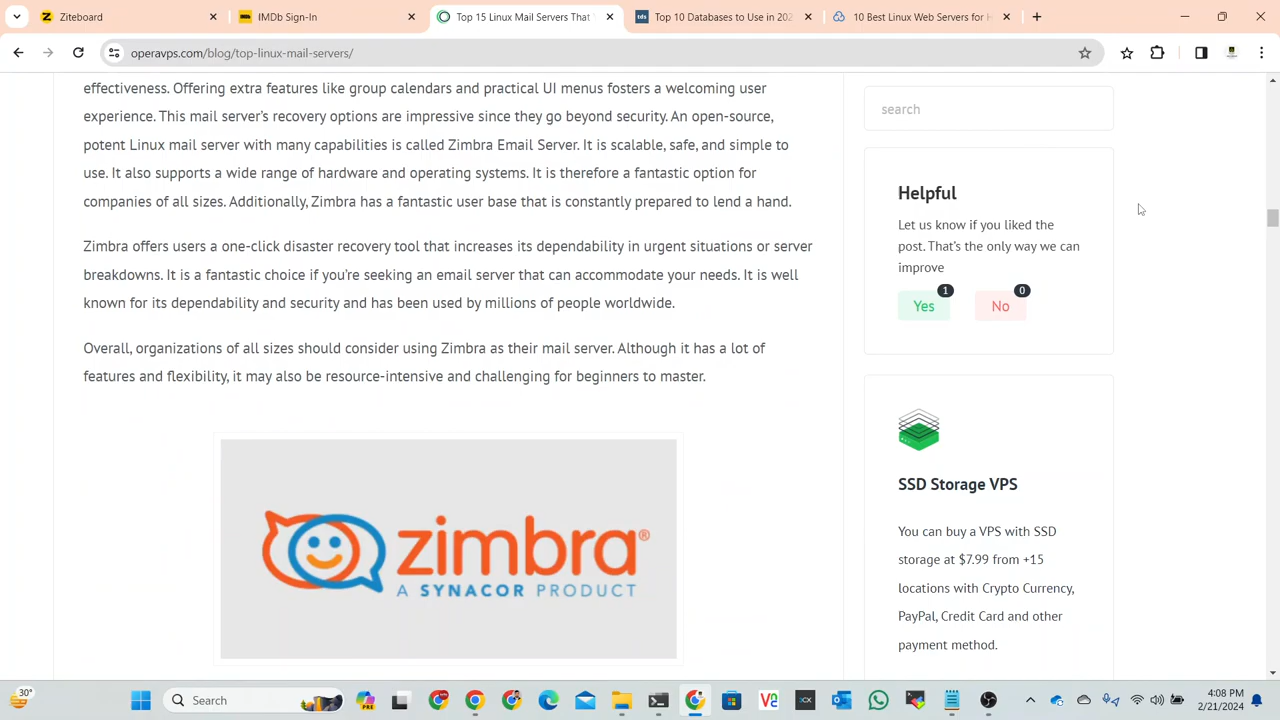 Ziteboard
IMDb Sign-In
Top 15 Linux Mail Servers That
Top 10 Databases to Use in 202
10 Best Linux Web Servers for H
operavps.com/blog/top-linux-mail-servers/
effectiveness. Offering extra features like group calendars and practical UI menus fosters a welcoming user
experience. This mail server's recovery options are impressive since they go beyond security. An open-source,
potent Linux mail server with many capabilities is called Zimbra Email Server. It is scalable, safe, and simple to
use. It also supports a wide range of hardware and operating systems. It is therefore a fantastic option for
companies of all sizes. Additionally, Zimbra has a fantastic user base that is constantly prepared to lend a hand.
Zimbra offers users a one-click disaster recovery tool that increases its dependability in urgent situations or server
breakdowns. It is a fantastic choice if you're seeking an email server that can accommodate your needs. It is well
known for its dependability and security and has been used by millions of people worldwide.
Overall, organizations of all sizes should consider using Zimbra as their mail server. Although it has a lot of
features and flexibility, it may also be resource-intensive and challenging for beginners to master.
zimbra®
A SYNACOR PRODUCT
search
Helpful
Let us know if you liked the
post. That's the only way we can
improve
1
0
Yes
No
SSD Storage VPS
You can buy a VPS with SSD
storage at $7.99 from +15
locations with Crypto Currency,
PayPal, Credit Card and other
payment method.
30°
Search
4:08 PM
2/21/2024